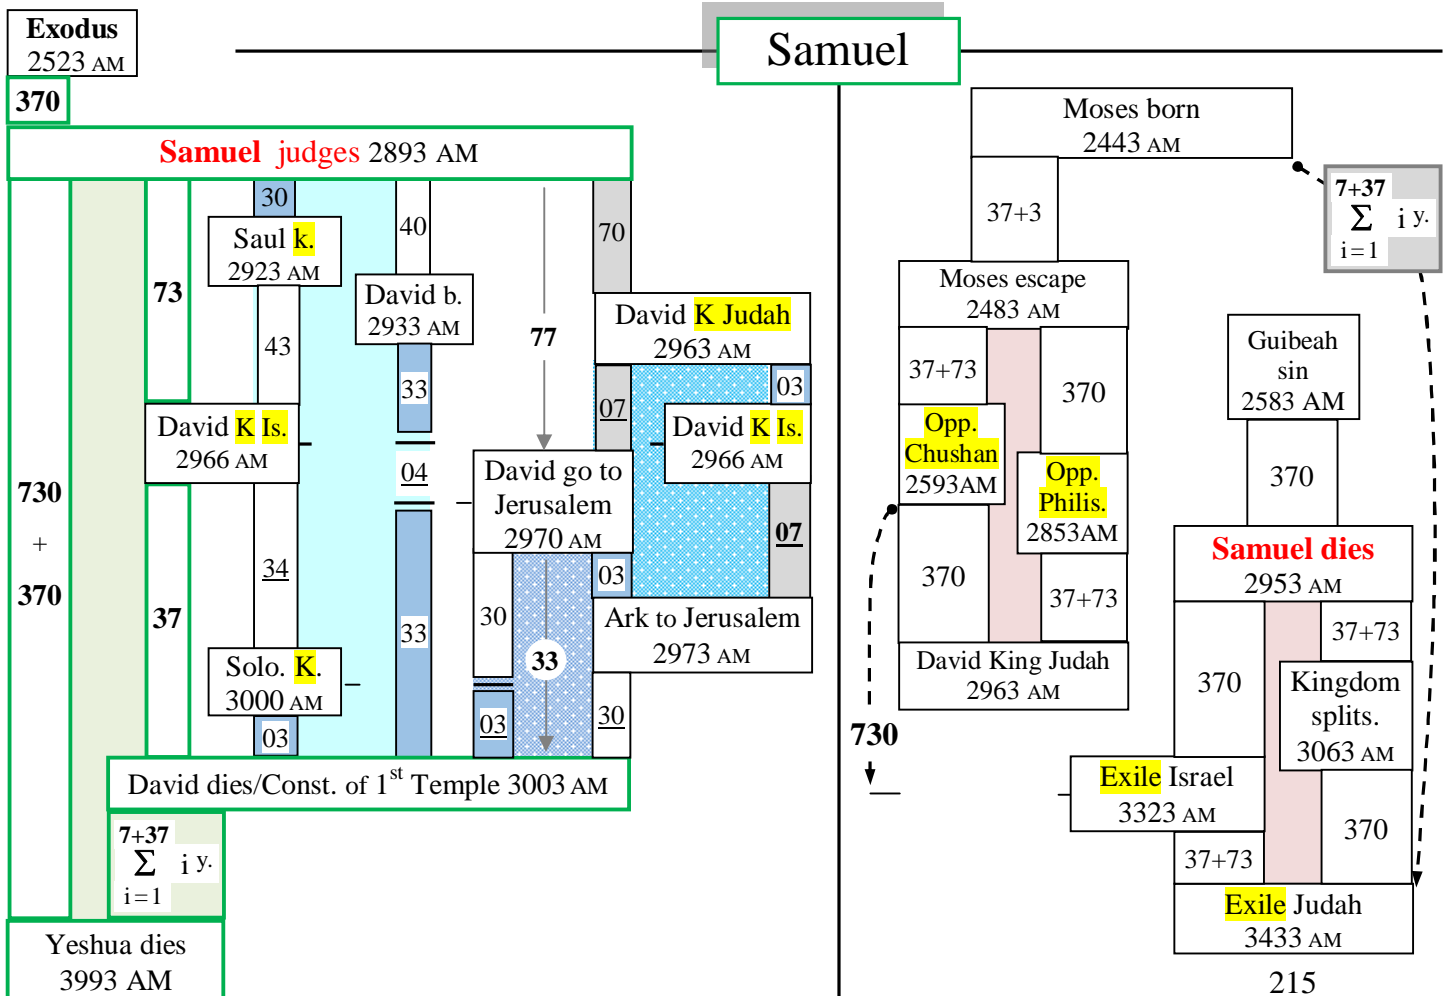 Samuel
Exodus
2523 AM
370
Samuel judges 2893 AM
30
Saul k.
2923 AM
40
David b.
2933 AM
77
70
73
43
33
David K Judah
2963 AM
07
03
David K Is.
2966 AM
04
David go to
Jerusalem
2970 AM
David K Is.
2966 AM
730
+
370
34
37
33
30
33
03
07
Ark to Jerusalem
2973 AM
Solo. K.
3000 AM
03
03
30
David dies/Const. of 1st Temple 3003 AM
7+37
Σ i y.
i = 1
Yeshua dies
3993 AM
Moses born
2443 AM
7+37
Σ i y.
i = 1
37+3
Moses escape
2483 AM
37+73
370
Opp.
Chushan
2593AM
Opp.
Philis.
2853AM
370
37+73
David King Judah
2963 AM
730
Guibeah
sin
2583 AM
370
Samuel dies
2953 AM
370
37+73
Kingdom
splits.
3063 AM
Exile Israel
3323 AM
37+73
370
Exile Judah
3433 AM
215